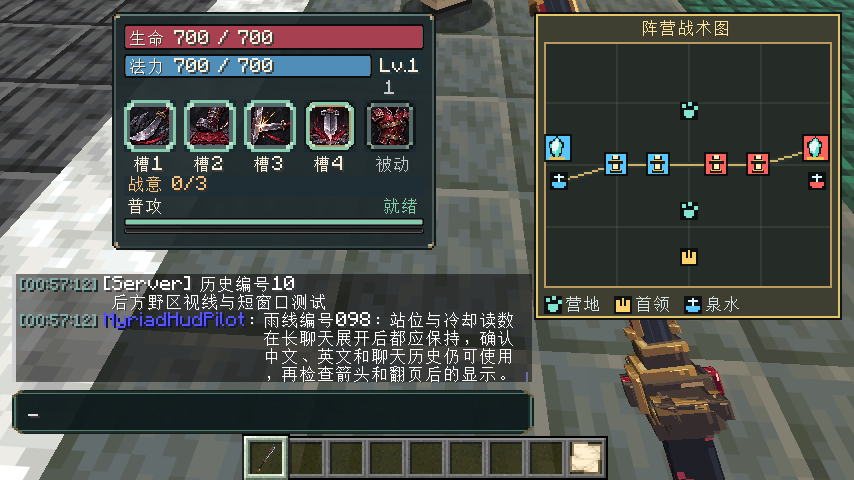 生命 700 / 700
法力 700 / 700
Lv.1
1
槽1 槽2 槽3 槽4 被动
战意 0/3
普攻 就绪
阵营战术图
营地 首领 泉水
[00:57:12] [Server] 历史编号10
后方野区视线与短窗口测试
[00:57:12] MyriadHudPilot: 雨线编号098: 站位与冷却读数
在长聊天展开后都应保持，确认
中文、英文和聊天历史仍可使用
，再检查箭头和翻页后的显示。
_